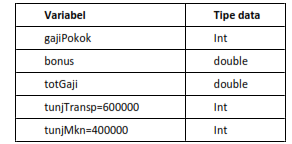 Variabel Tipe data
gajiPokok Int
bonus double
totGaji double
tunjTransp=600000 Int
tunjMkn=400000 Int